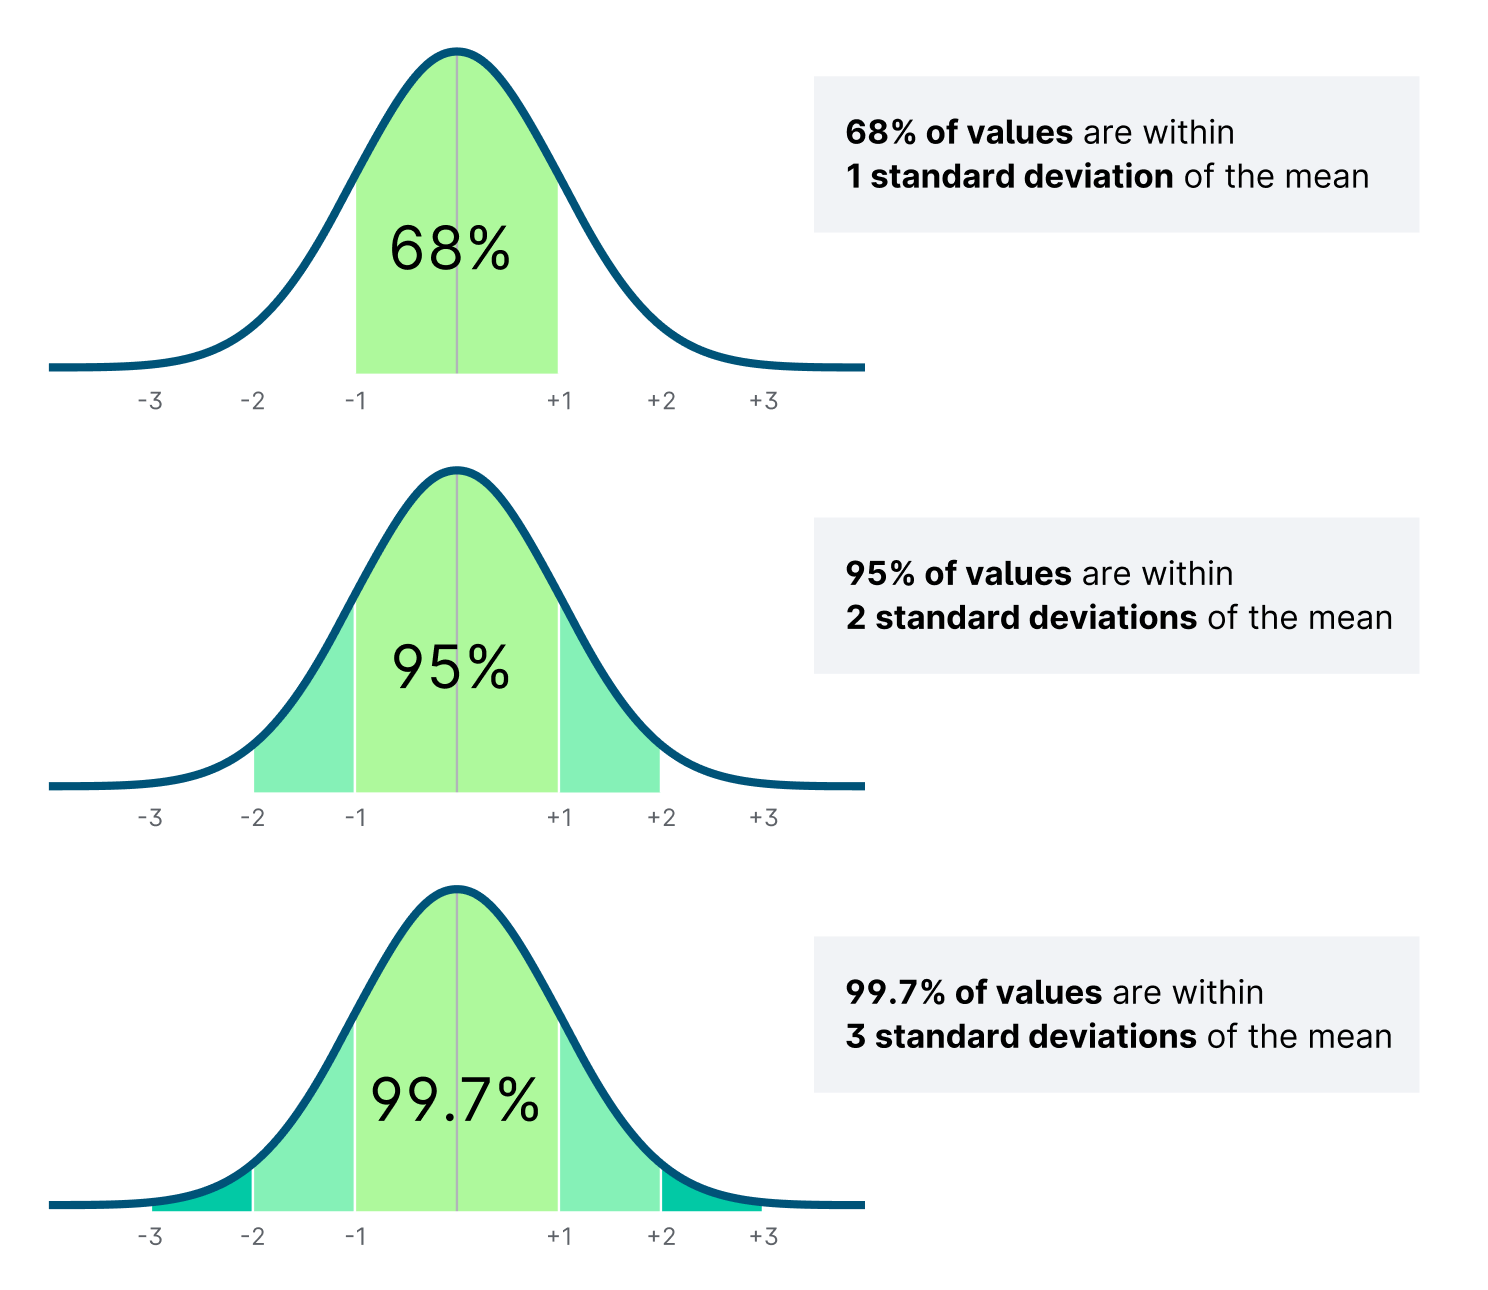 68% of values are within
1 standard deviation of the mean
68%
-3 -2 -1 +1 +2 +3
95% of values are within
2 standard deviations of the mean
95%
-3 -2 -1 +1 +2 +3
99.7% of values are within
3 standard deviations of the mean
99.7%
-3 -2 -1 +1 +2 +3